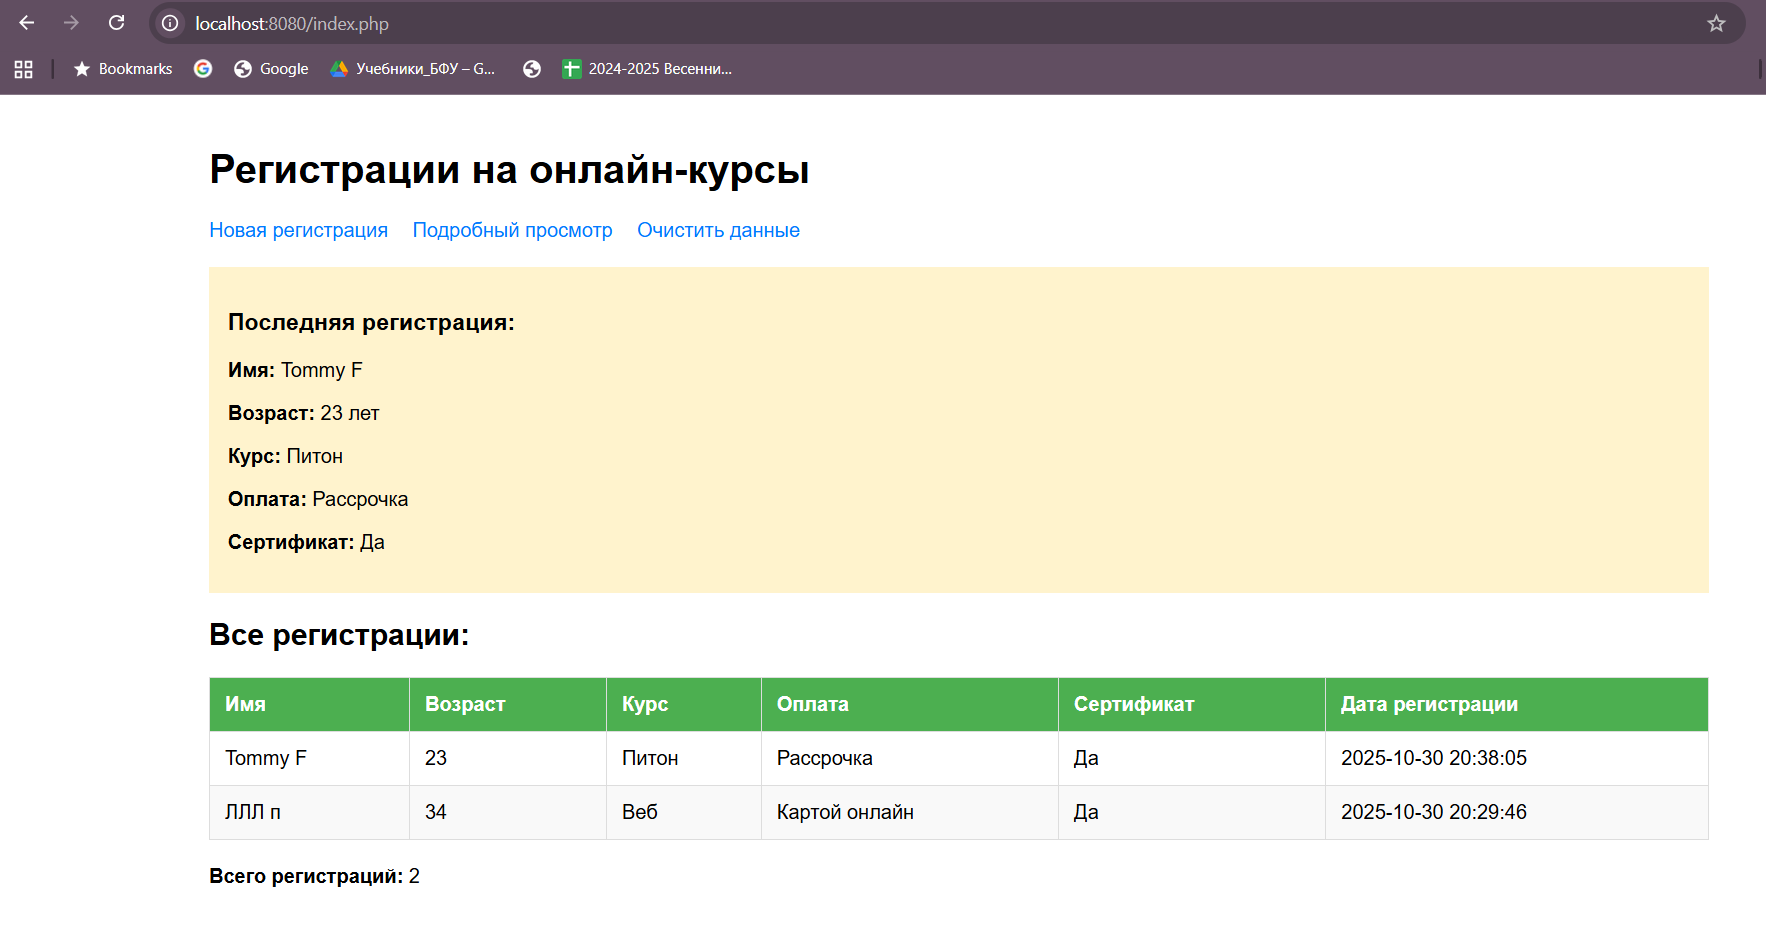 localhost:8080/index.php
Bookmarks Google Учебники_БФУ – G... 2024-2025 Весенни...
Регистрации на онлайн-курсы
Новая регистрация Подробный просмотр Очистить данные
Последняя регистрация:
Имя: Tommy F
Возраст: 23 лет
Курс: Питон
Оплата: Рассрочка
Сертификат: Да
Все регистрации:
Имя Возраст Курс Оплата Сертификат Дата регистрации
Tommy F 23 Питон Рассрочка Да 2025-10-30 20:38:05
ЛЛЛ п 34 Веб Картой онлайн Да 2025-10-30 20:29:46
Всего регистраций: 2